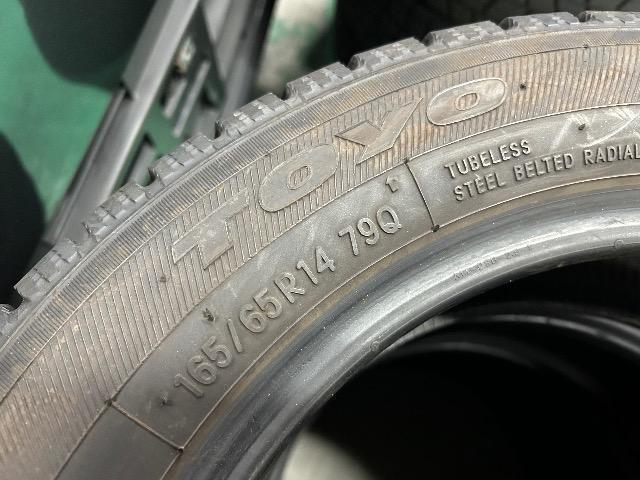 TOYO
165/65R14 79Q
TUBELESS
STEEL BELTED RADIAL